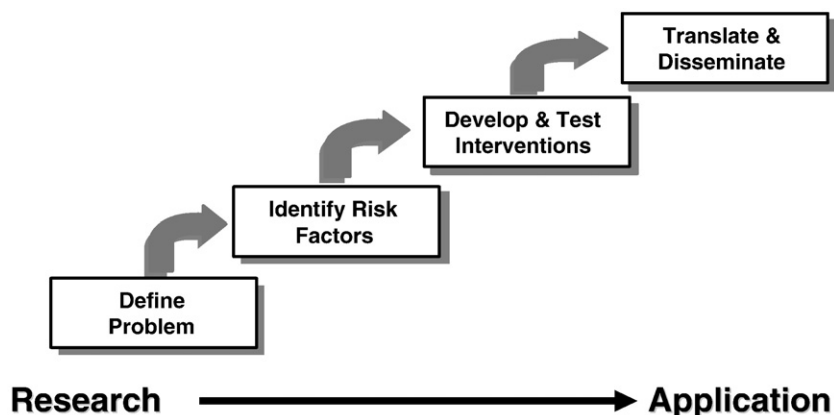 Define
Problem
Identify Risk
Factors
Develop & Test
Interventions
Translate &
Disseminate
Research
Application